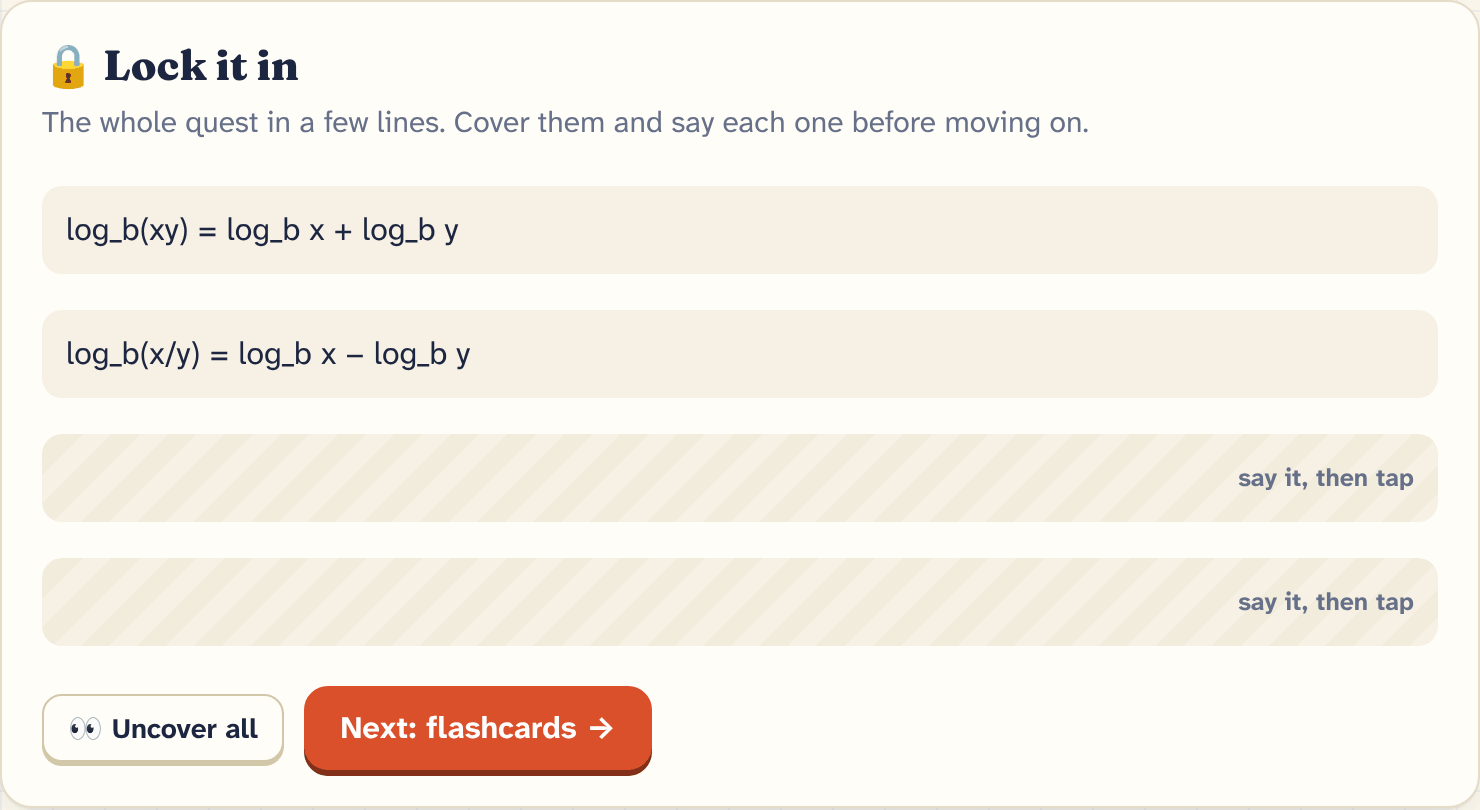 🔒 Lock it in
The whole quest in a few lines. Cover them and say each one before moving on.
log_b(xy) = log_b x + log_b y
log_b(x/y) = log_b x − log_b y
say it, then tap
say it, then tap
👀 Uncover all
Next: flashcards →